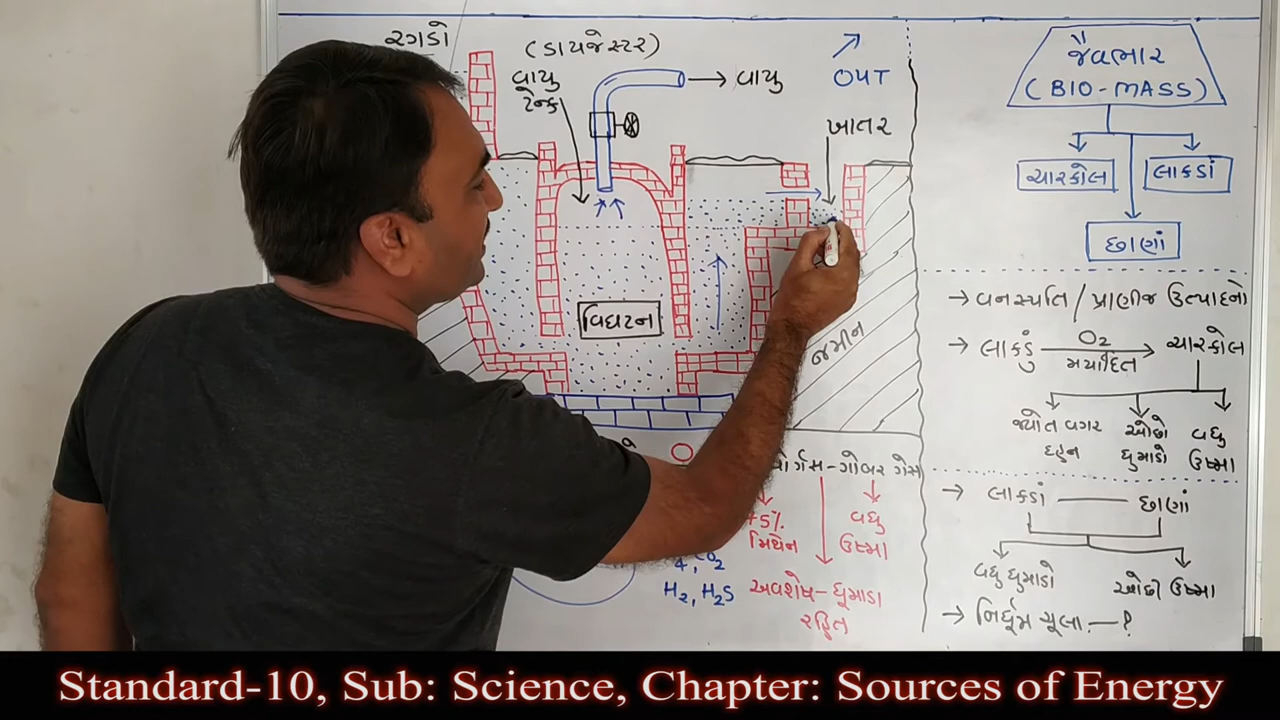 રગડો
(ડાયજેસ્ટર)
વાયુ
ટેન્ક
વાયુ
OUT
ખાતર
વિઘટન
જમીન
ગૅસ-ગોબર ગેસ
75%
મિથેન
વધુ
ઉષ્મા
અવશેષ-ધૂમાડા
રહિત
H2, H2S
જૈવભાર
(BIO-MASS)
ચારકોલ
લાકડાં
છાણાં
→ વનસ્પતિ / પ્રાણીજ ઉત્પાદનો
→ લાકડું O2 મર્યાદિત → ચારકોલ
જ્યોત વગર દહન
ઓછો ધુમાડો
વધુ ઉષ્મા
→ લાકડાં — છાણાં
વધુ ધુમાડો
ઓછી ઉષ્મા
→ નિર્ધૂમ ચૂલા.—?
Standard-10, Sub: Science, Chapter: Sources of Energy